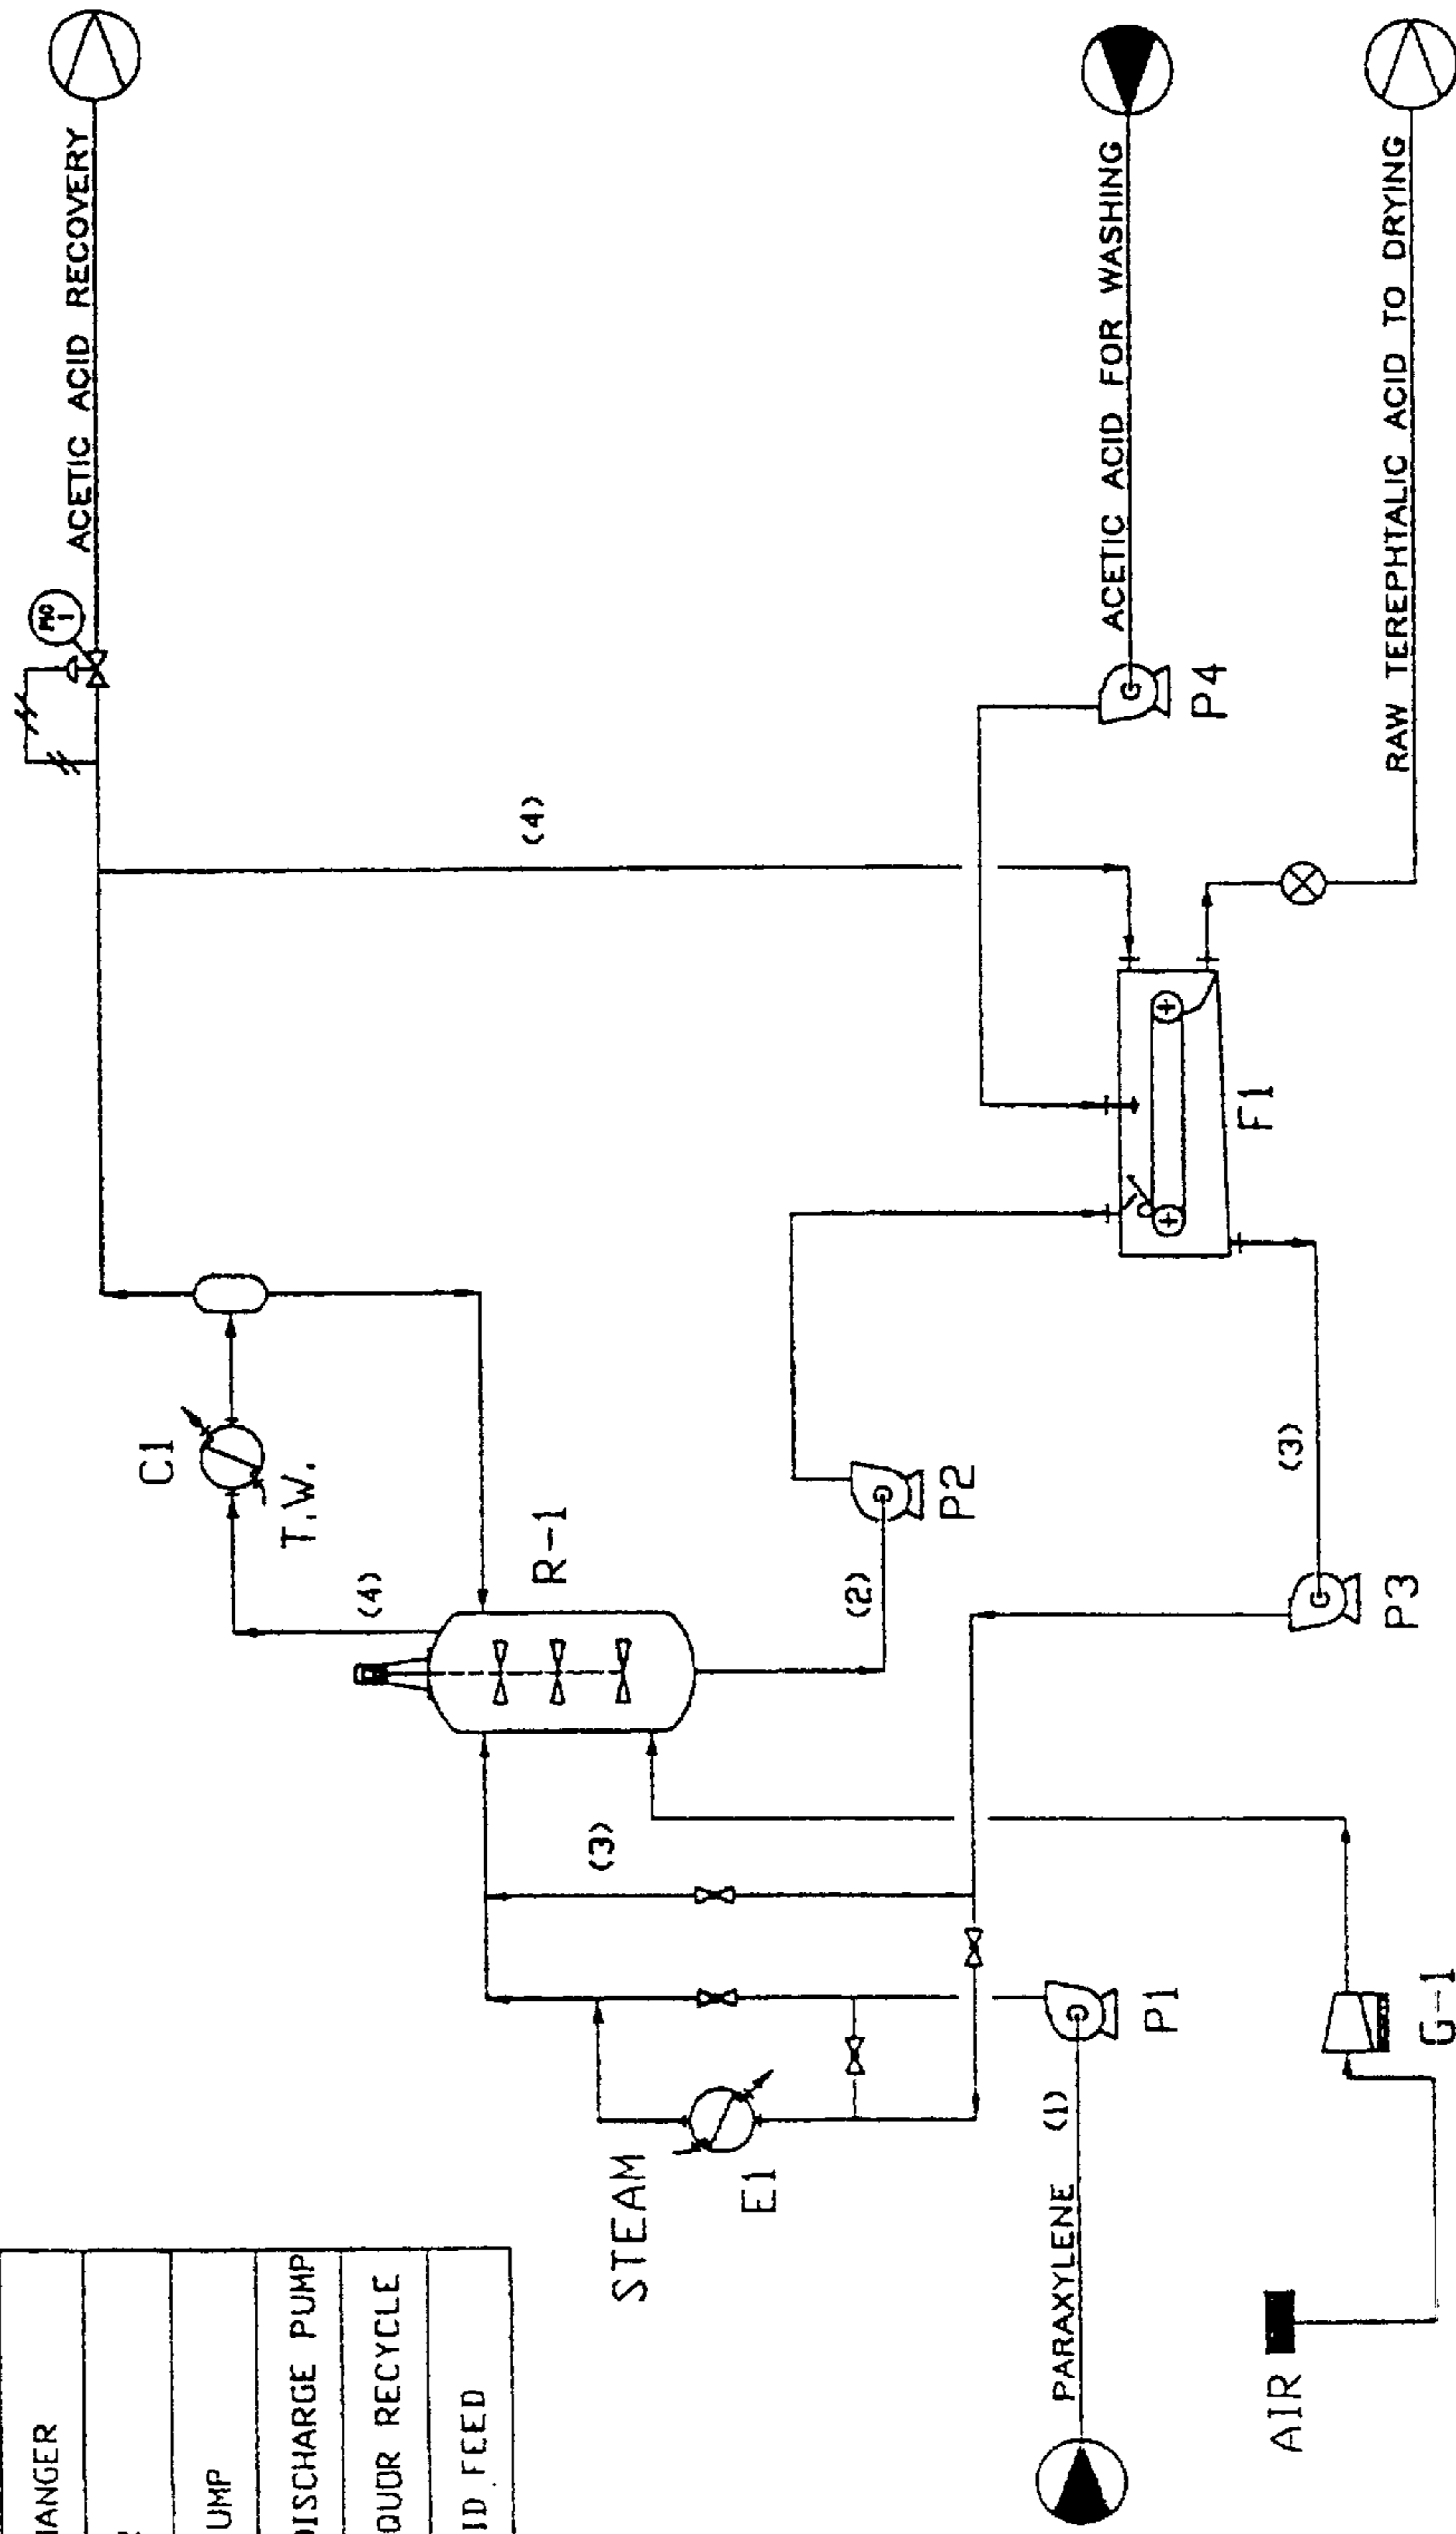 HANGER
UMP
DISCHARGE PUMP
QUOR RECYCLE
ID FEED
ACETIC ACID RECOVERY
C1
T.W.
(4)
R-1
(4)
STEAM
E1
(3)
(2)
P2
PARAXYLENE (1)
P1
ACETIC ACID FOR WASHING
P4
F1
AIR
(3)
P3
G-1
RAW TEREPHTALIC ACID TO DRYING